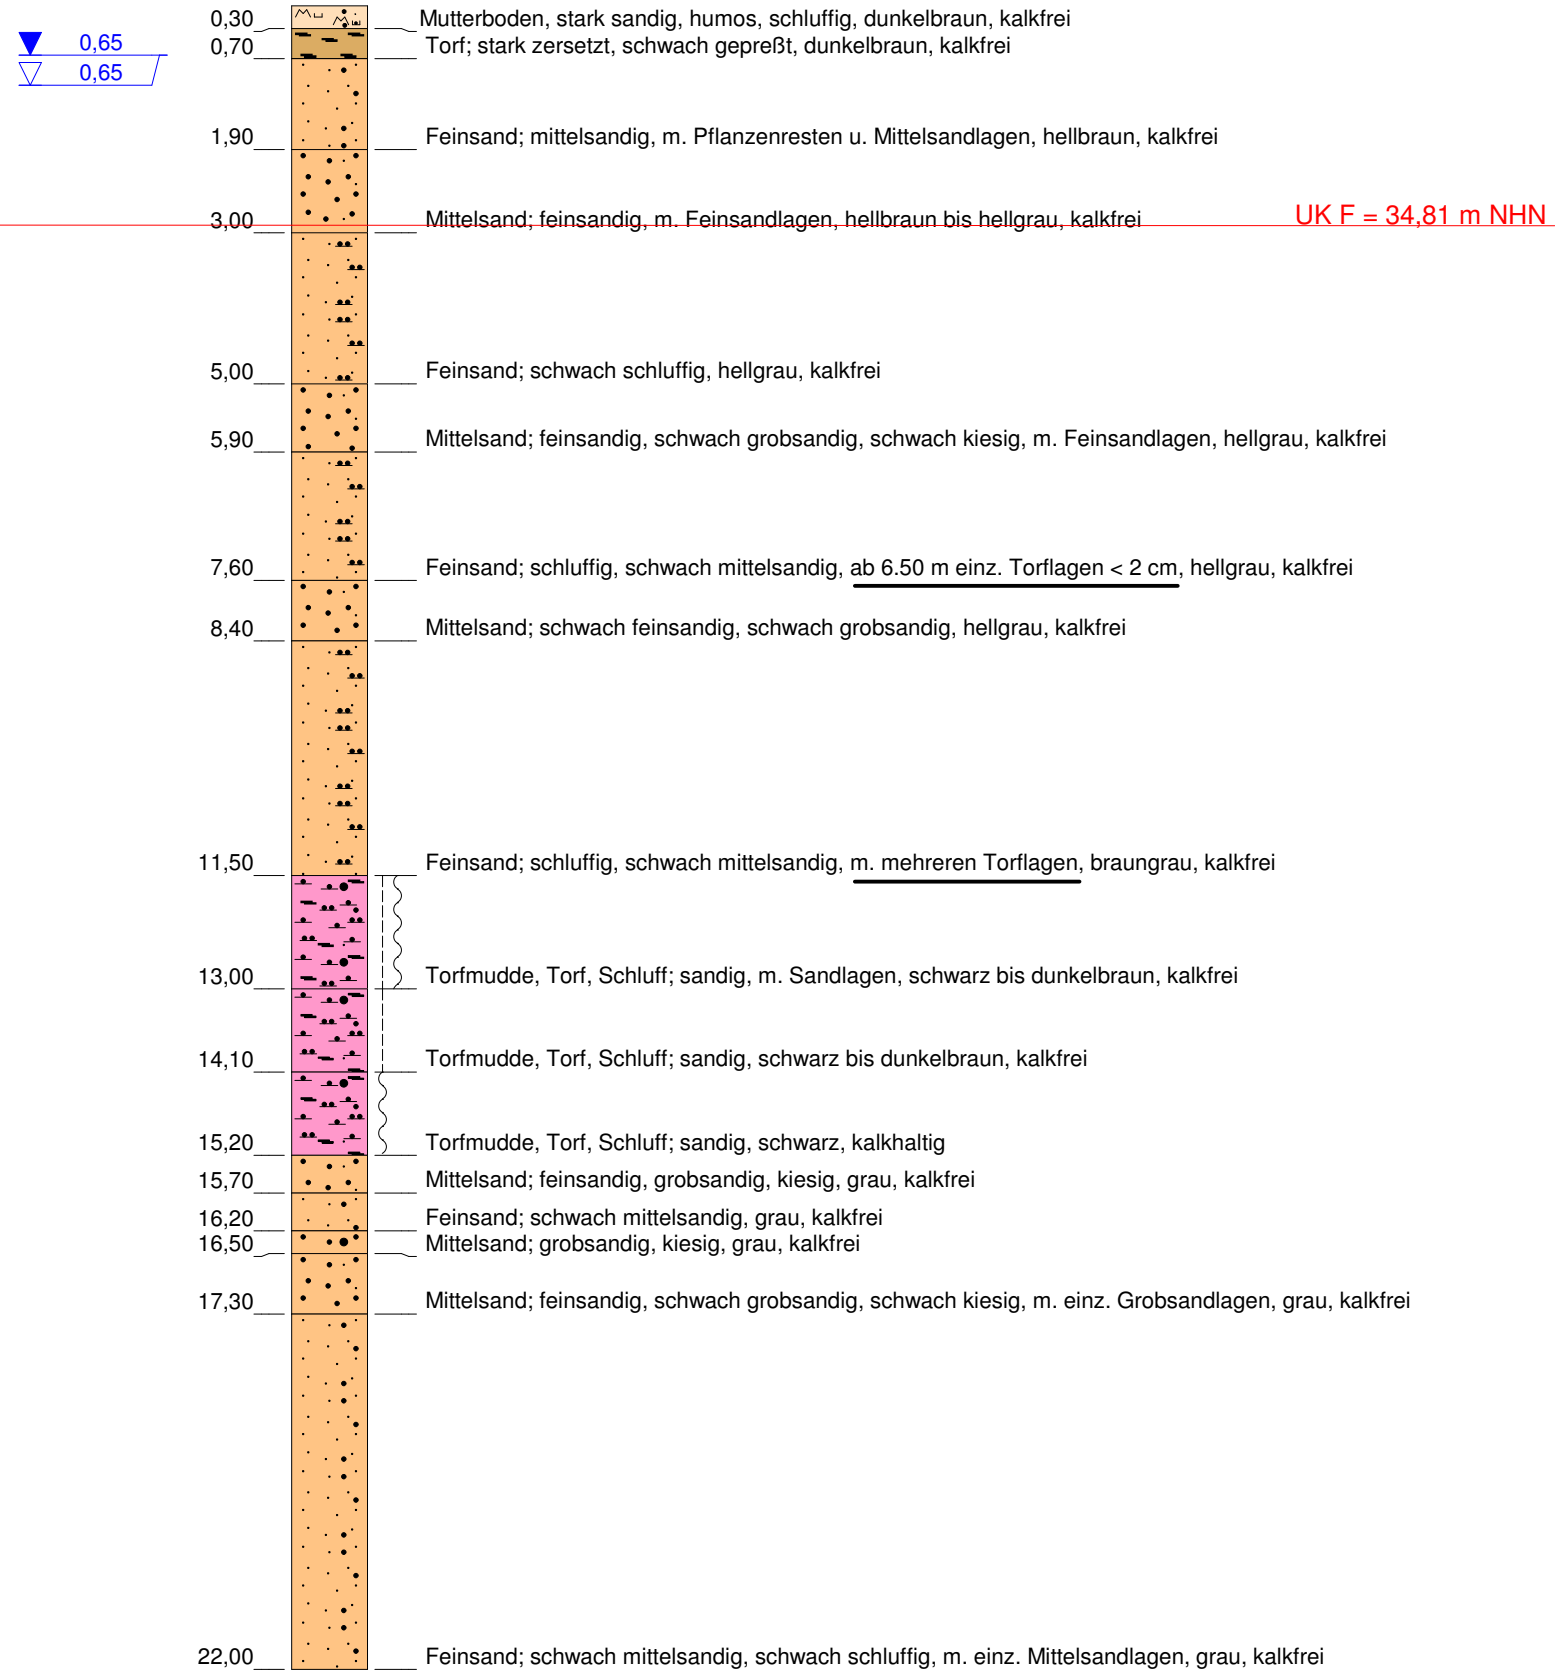 0,30 Mutterboden, stark sandig, humos, schluffig, dunkelbraun, kalkfrei
0,65
0,70 Torf; stark zersetzt, schwach gepreßt, dunkelbraun, kalkfrei
0,65
1,90 Feinsand; mittelsandig, m. Pflanzenresten u. Mittelsandlagen, hellbraun, kalkfrei
3,00 Mittelsand; feinsandig, m. Feinsandlagen, hellbraun bis hellgrau, kalkfrei
UK F = 34,81 m NHN
5,00 Feinsand; schwach schluffig, hellgrau, kalkfrei
5,90 Mittelsand; feinsandig, schwach grobsandig, schwach kiesig, m. Feinsandlagen, hellgrau, kalkfrei
7,60 Feinsand; schluffig, schwach mittelsandig, ab 6.50 m einz. Torflagen < 2 cm, hellgrau, kalkfrei
8,40 Mittelsand; schwach feinsandig, schwach grobsandig, hellgrau, kalkfrei
11,50 Feinsand; schluffig, schwach mittelsandig, m. mehreren Torflagen, braungrau, kalkfrei
13,00 Torfmudde, Torf, Schluff; sandig, m. Sandlagen, schwarz bis dunkelbraun, kalkfrei
14,10 Torfmudde, Torf, Schluff; sandig, schwarz bis dunkelbraun, kalkfrei
15,20 Torfmudde, Torf, Schluff; sandig, schwarz, kalkhaltig
15,70 Mittelsand; feinsandig, grobsandig, kiesig, grau, kalkfrei
16,20 Feinsand; schwach mittelsandig, grau, kalkfrei
16,50 Mittelsand; grobsandig, kiesig, grau, kalkfrei
17,30 Mittelsand; feinsandig, schwach grobsandig, schwach kiesig, m. einz. Grobsandlagen, grau, kalkfrei
22,00 Feinsand; schwach mittelsandig, schwach schluffig, m. einz. Mittelsandlagen, grau, kalkfrei